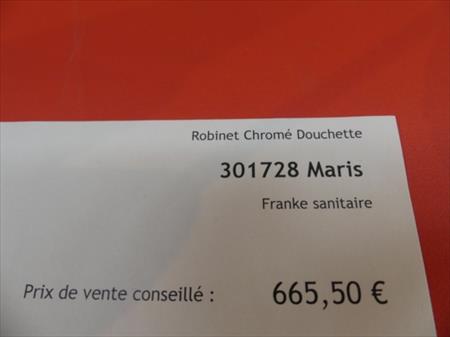 Robinet Chromé Douchette
301728 Maris
Franke sanitaire
Prix de vente conseillé : 665,50 €